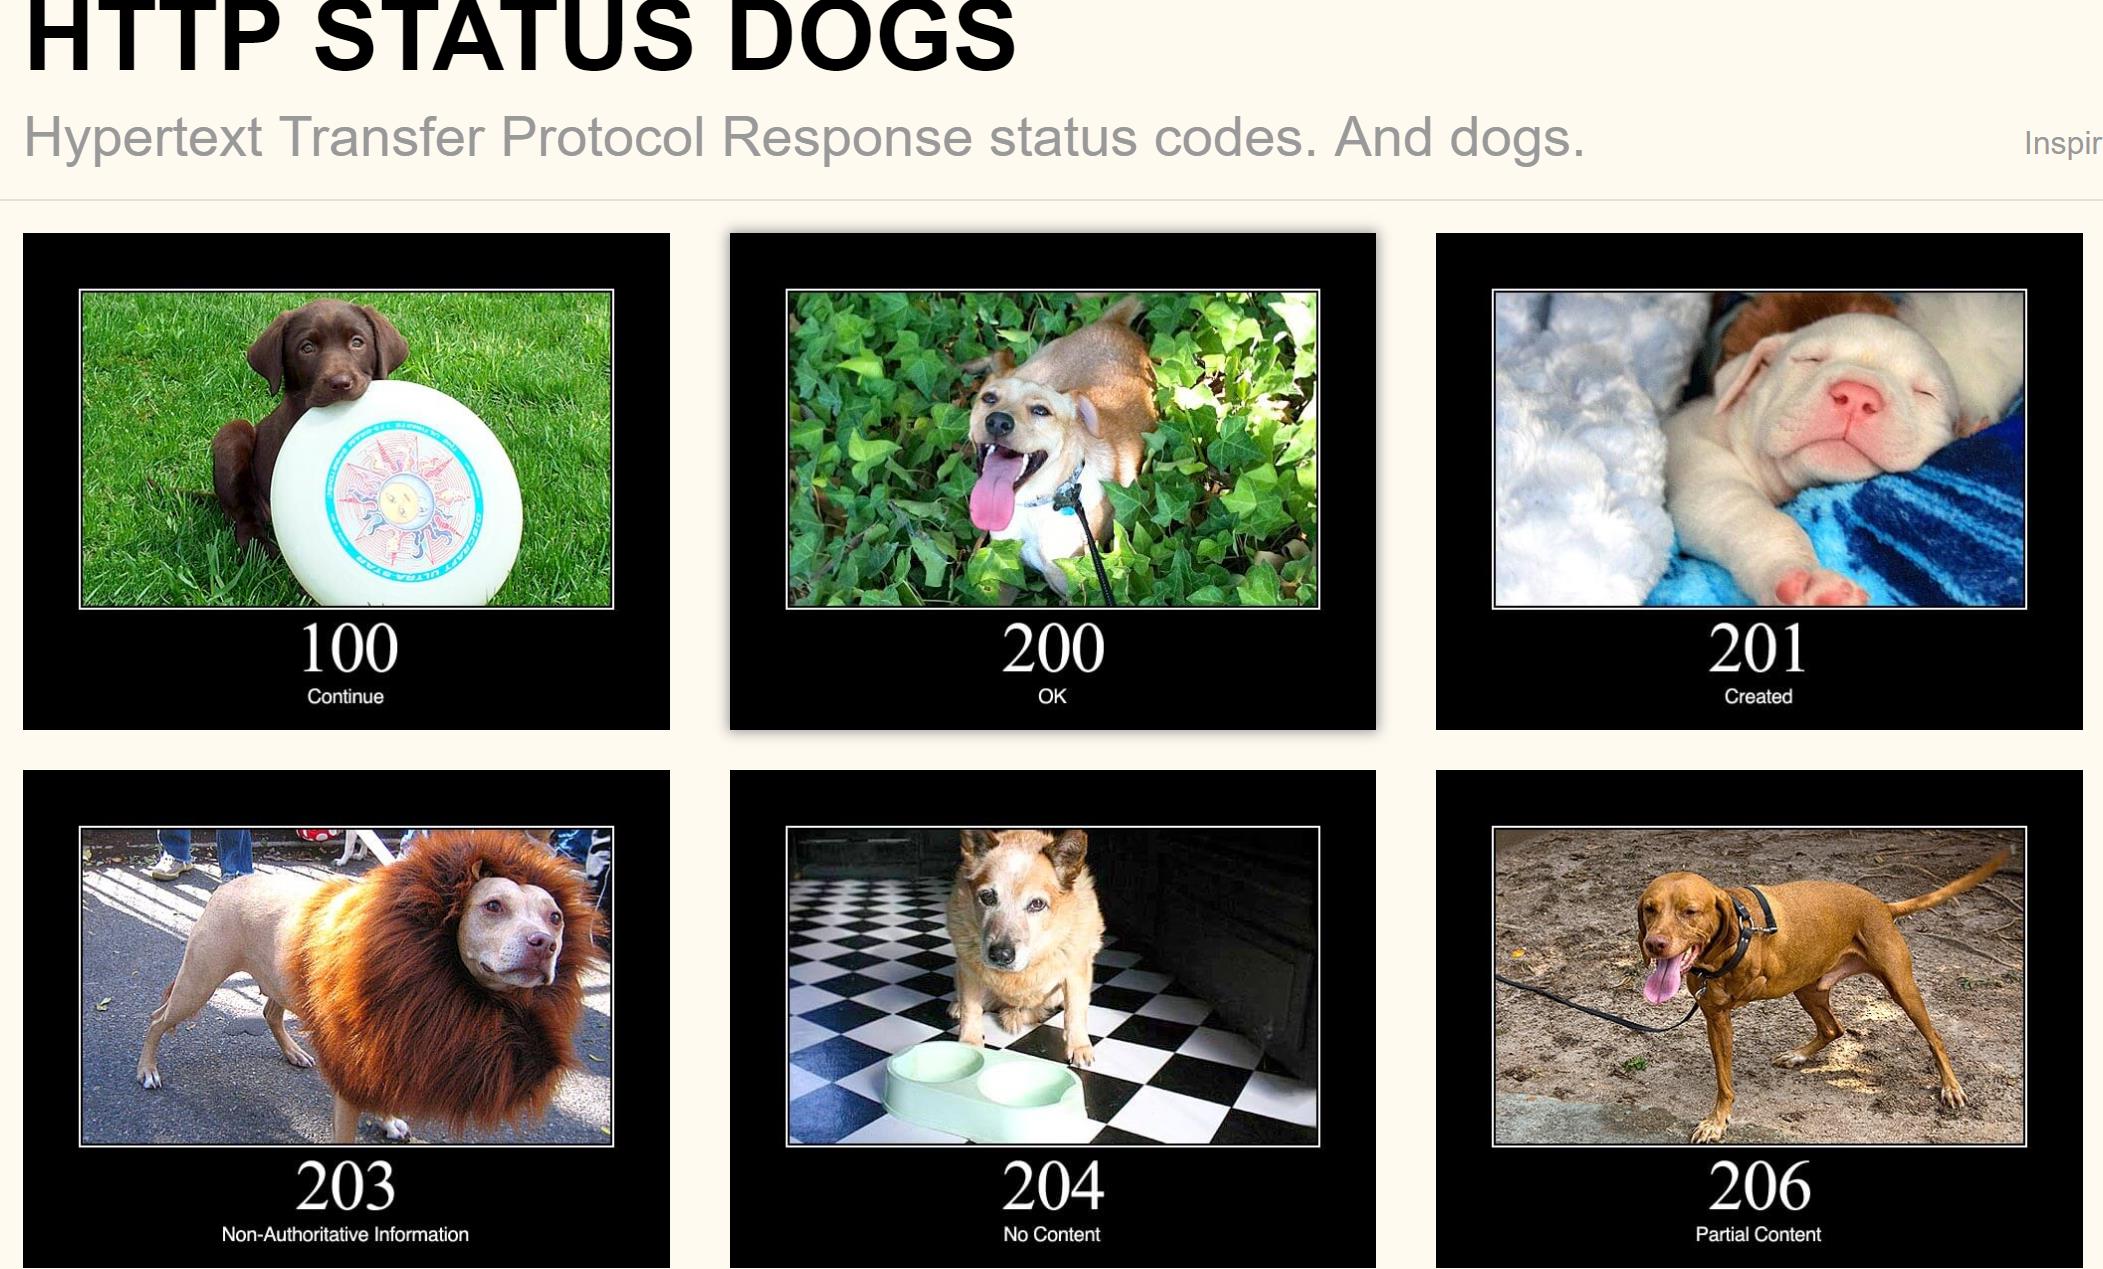 HTTP STATUS DOGS
Hypertext Transfer Protocol Response status codes. And dogs.
Inspir
100
Continue
200
OK
201
Created
203
Non-Authoritative Information
204
No Content
206
Partial Content